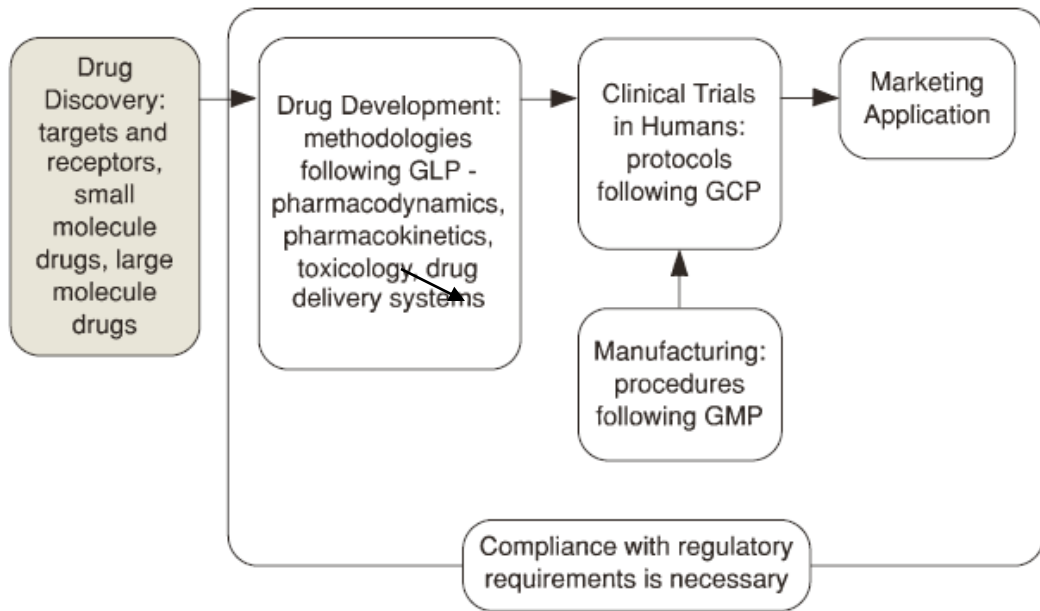 Drug
Discovery:
targets and
receptors,
small
molecule
drugs, large
molecule
drugs
Drug Development:
methodologies
following GLP -
pharmacodynamics,
pharmacokinetics,
toxicology, drug
delivery systems
Clinical Trials
in Humans:
protocols
following GCP
Marketing
Application
Manufacturing:
procedures
following GMP
Compliance with regulatory
requirements is necessary